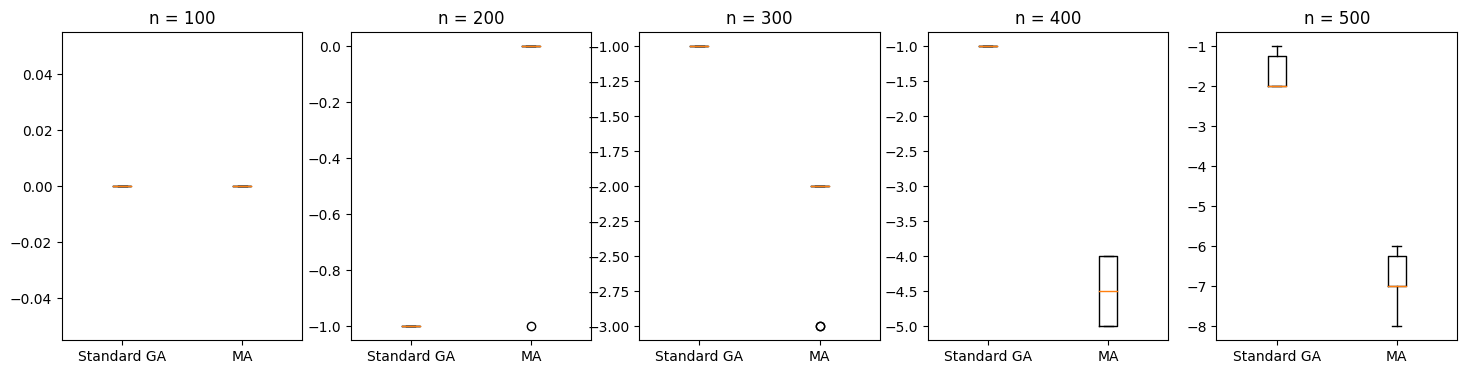 n = 100
n = 200
n = 300
n = 400
n = 500
0.04
0.02
0.00
−0.02
−0.04
Standard GA
MA
0.0
−0.2
−0.4
−0.6
−0.8
−1.0
Standard GA
MA
−1.00
−1.25
−1.50
−1.75
−2.00
−2.25
−2.50
−2.75
−3.00
Standard GA
MA
−1.0
−1.5
−2.0
−2.5
−3.0
−3.5
−4.0
−4.5
−5.0
Standard GA
MA
−1
−2
−3
−4
−5
−6
−7
−8
Standard GA
MA